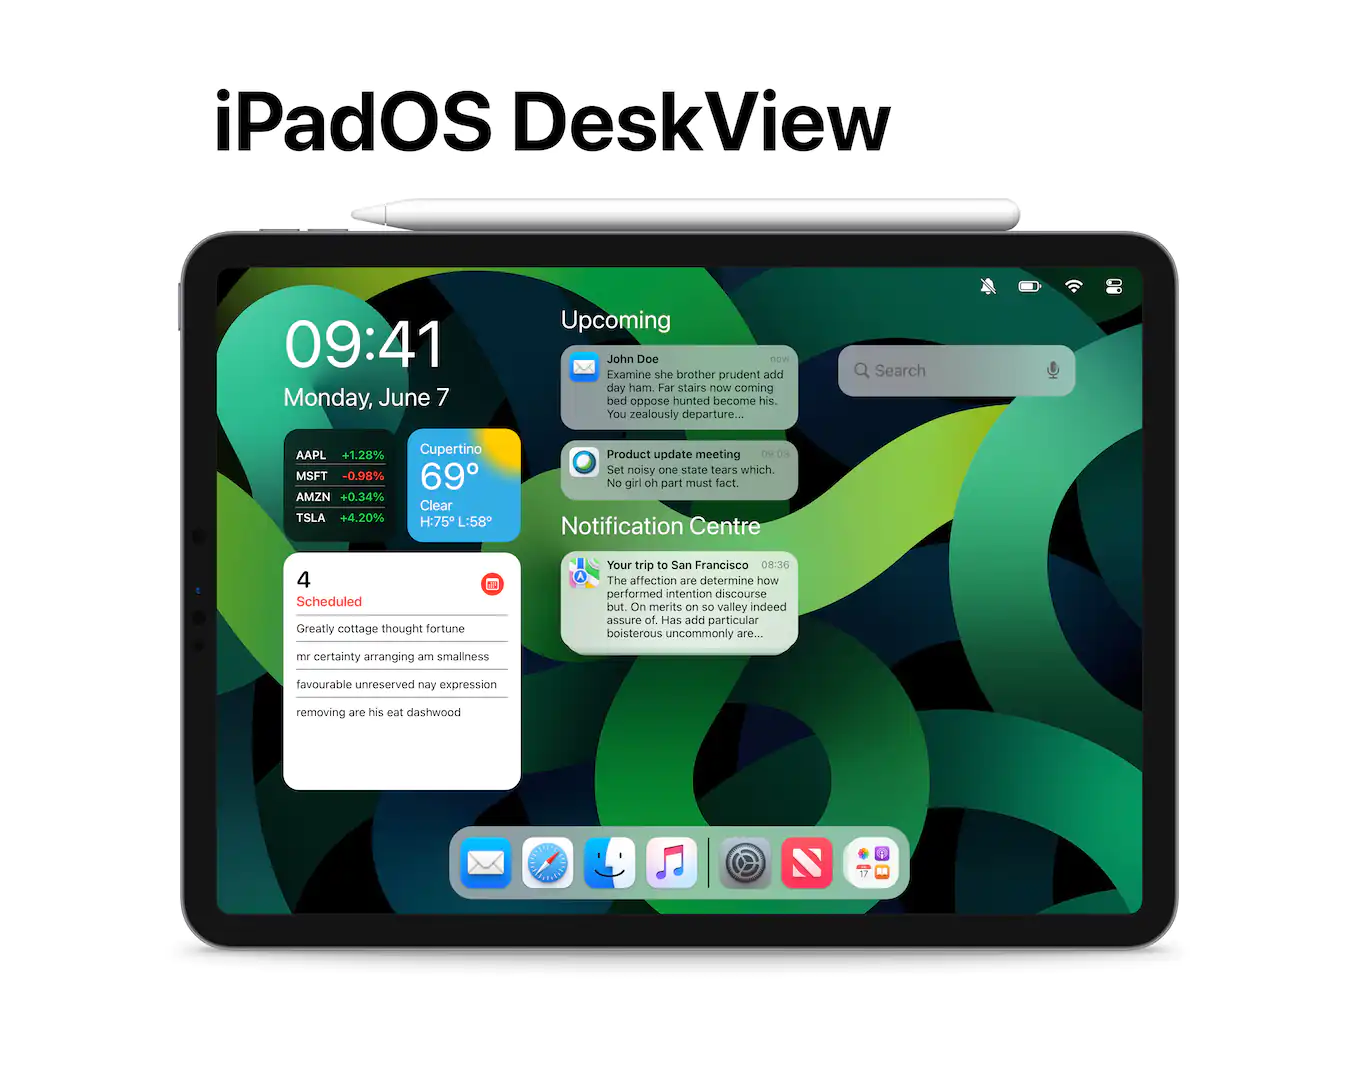 iPadOS DeskView
09:41
Monday, June 7
AAPL +1.28%
MSFT -0.98%
AMZN +0.34%
TSLA +4.20%
Cupertino
69°
Clear
H:75° L:58°
4
Scheduled
Greatly cottage thought fortune
mr certainty arranging am smallness
favourable unreserved nay expression
removing are his eat dashwood
Upcoming
John Doe now
Examine she brother prudent add
day ham. Far stairs now coming
bed oppose hunted become his.
You zealously departure...
Product update meeting 09:03
Set noisy one state tears which.
No girl oh part must fact.
Notification Centre
Your trip to San Francisco 08:36
The affection are determine how
performed intention discourse
but. On merits on so valley indeed
assure of. Has add particular
boisterous uncommonly are...
Search
17